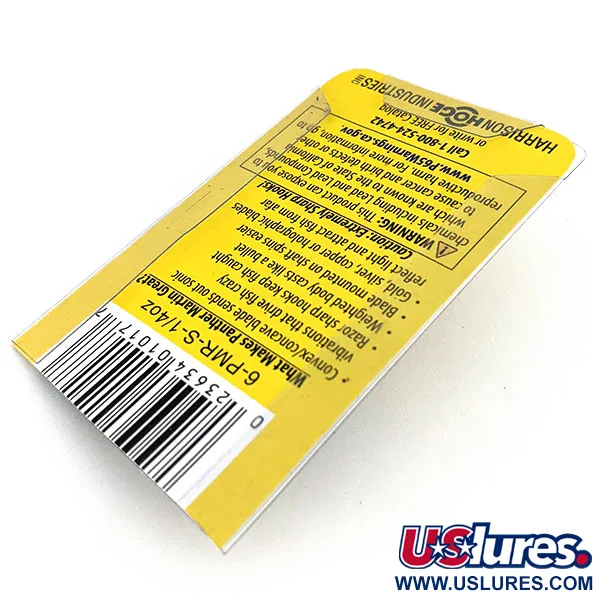 0 23634 01017 7
6-PMR-S-1/4oz
What Makes Panther Martin Great?
• Convex/Concave blade sends out sonic
vibrations that drive fish crazy
• Razor sharp hooks keep fish caught
• Weighted body casts like a bullet
• Blade mounted on shaft spins easier
• Gold, silver, copper or holographic blades
reflect light and attract fish from afar
Caution. Extremely Sharp Hooks!
WARNING: This product can expose you to
chemicals including Lead and Lead Compounds,
which are known to the State of California
to cause cancer and birth defects or other
reproductive harm. For more information go to
www.P65Warnings.ca.gov.
Call 1-800-524-4742
or write for FREE Catalog
HARRISON HOGE INDUSTRIES INC
USlures.
WWW.USLURES.COM